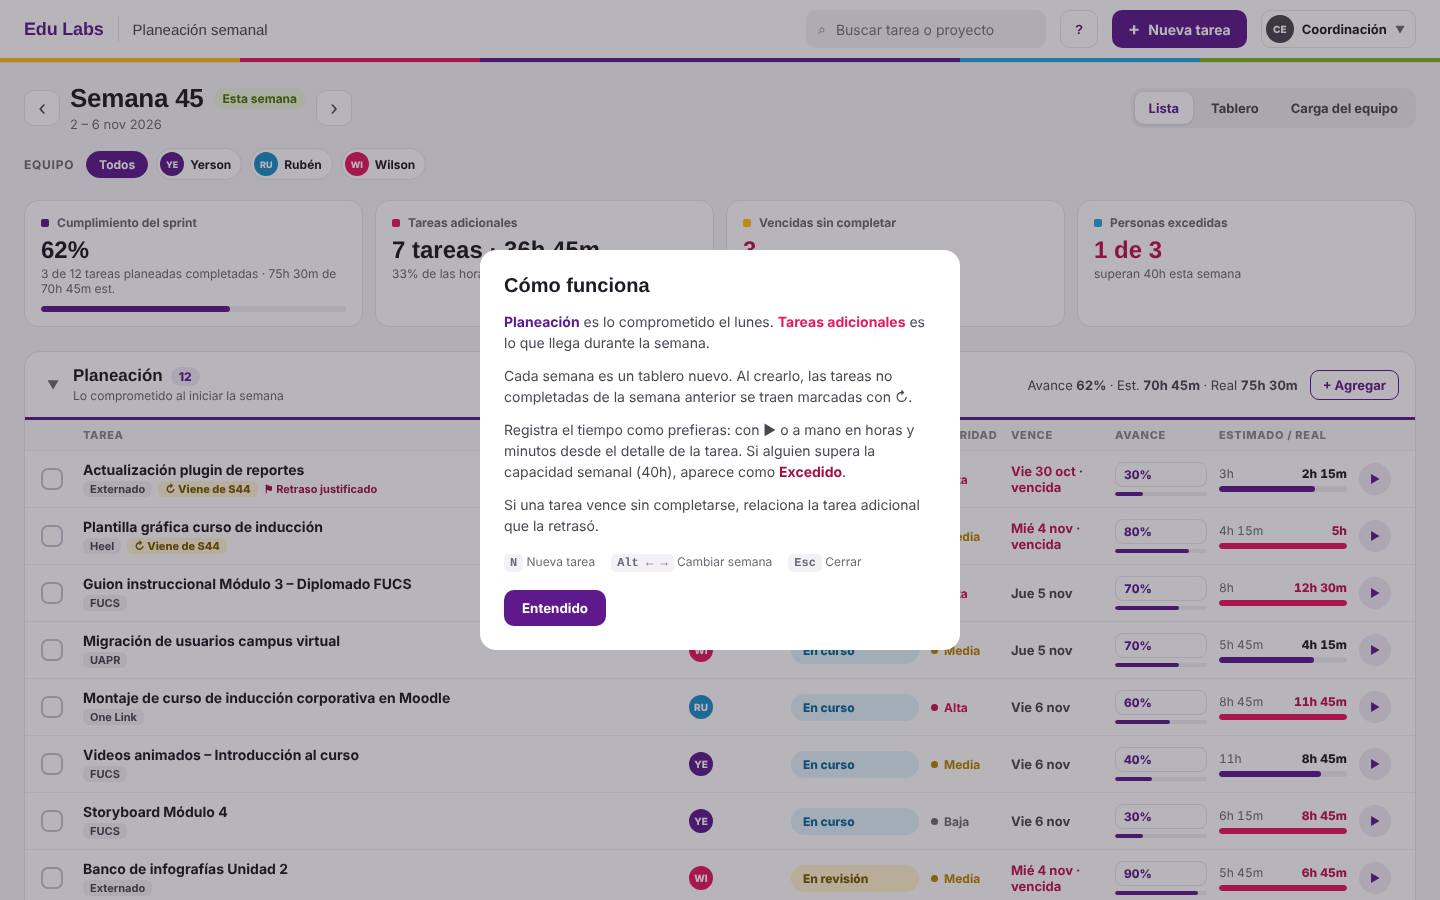 Edu Labs
Planeación semanal
Buscar tarea o proyecto
?
+ Nueva tarea
CE Coordinación ▼
‹
Semana 45 Esta semana
2 – 6 nov 2026
›
Lista Tablero Carga del equipo
EQUIPO Todos YE Yerson RU Rubén WI Wilson
Cumplimiento del sprint
62%
3 de 12 tareas planeadas completadas · 75h 30m de
70h 45m est.
Tareas adicionales
7 tareas · 36h 45m
33% de las
Vencidas sin completar
3
Personas excedidas
1 de 3
superan 40h esta semana
Cómo funciona
Planeación es lo comprometido el lunes. Tareas adicionales es
lo que llega durante la semana.
Cada semana es un tablero nuevo. Al crearlo, las tareas no
completadas de la semana anterior se traen marcadas con ↻.
Registra el tiempo como prefieras: con ▶ o a mano en horas y
minutos desde el detalle de la tarea. Si alguien supera la
capacidad semanal (40h), aparece como Excedido.
Si una tarea vence sin completarse, relaciona la tarea adicional
que la retrasó.
N Nueva tarea Alt ← → Cambiar semana Esc Cerrar
Entendido
▼ Planeación 12
Lo comprometido al iniciar la semana
Avance 62% · Est. 70h 45m · Real 75h 30m + Agregar
TAREA VENCE AVANCE ESTIMADO / REAL
Actualización plugin de reportes
Externado ↻ Viene de S44 ⚑ Retraso justificado
Vie 30 oct ·
vencida
30% 3h 2h 15m
Plantilla gráfica curso de inducción
Heel ↻ Viene de S44
Mié 4 nov ·
vencida
80% 4h 15m 5h
Guion instruccional Módulo 3 – Diplomado FUCS
FUCS
Jue 5 nov 70% 8h 12h 30m
Migración de usuarios campus virtual
UAPR
WI En curso Media Jue 5 nov 70% 5h 45m 4h 15m
Montaje de curso de inducción corporativa en Moodle
One Link
RU En curso Alta Vie 6 nov 60% 8h 45m 11h 45m
Videos animados – Introducción al curso
FUCS
YE En curso Media Vie 6 nov 40% 11h 8h 45m
Storyboard Módulo 4
FUCS
YE En curso Baja Vie 6 nov 30% 6h 15m 8h 45m
Banco de infografías Unidad 2
Externado
WI En revisión Media
Mié 4 nov ·
vencida
90% 5h 45m 6h 45m